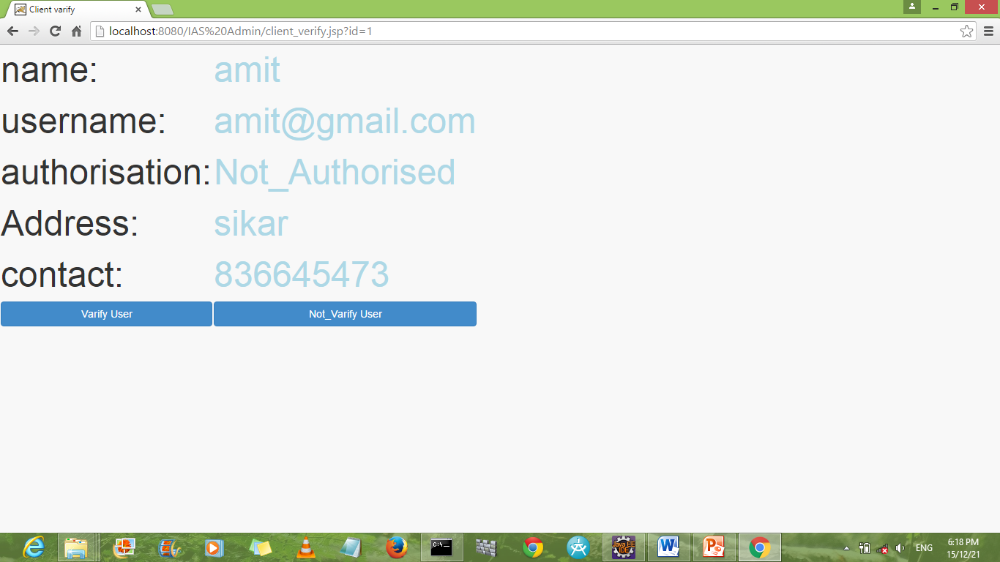 Client varify
localhost:8080/IAS%20Admin/client_verify.jsp?id=1
name: amit
username: amit@gmail.com
authorisation: Not_Authorised
Address: sikar
contact: 836645473
Varify User Not_Varify User
C:\._
Java EE
IDE
ENG
6:18 PM
15/12/21